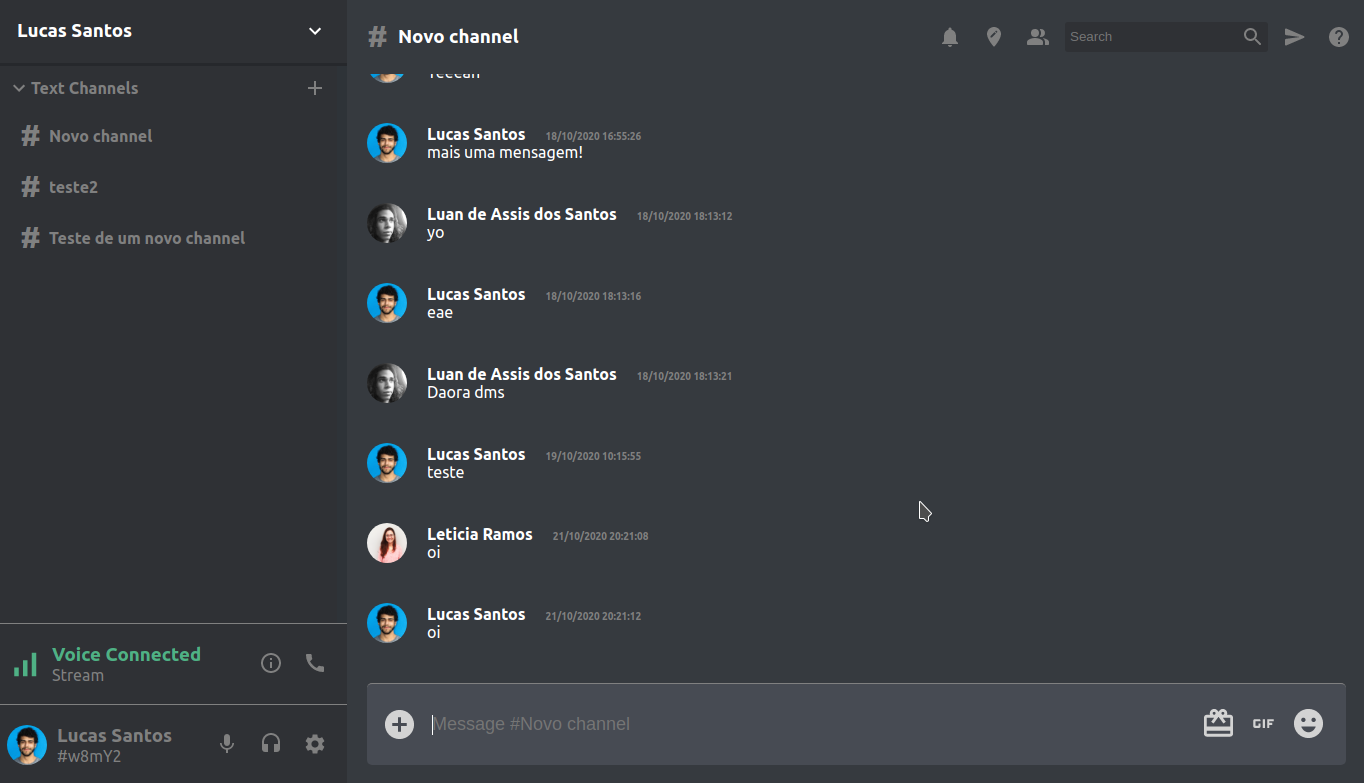 Lucas Santos
Text Channels
# Novo channel
# teste2
# Teste de um novo channel
Voice Connected
Stream
Lucas Santos
#w8mY2
# Novo channel
Search
Lucas Santos 18/10/2020 16:55:26
mais uma mensagem!
Luan de Assis dos Santos 18/10/2020 18:13:12
yo
Lucas Santos 18/10/2020 18:13:16
eae
Luan de Assis dos Santos 18/10/2020 18:13:21
Daora dms
Lucas Santos 19/10/2020 10:15:55
teste
Leticia Ramos 21/10/2020 20:21:08
oi
Lucas Santos 21/10/2020 20:21:12
oi
Message #Novo channel
GIF